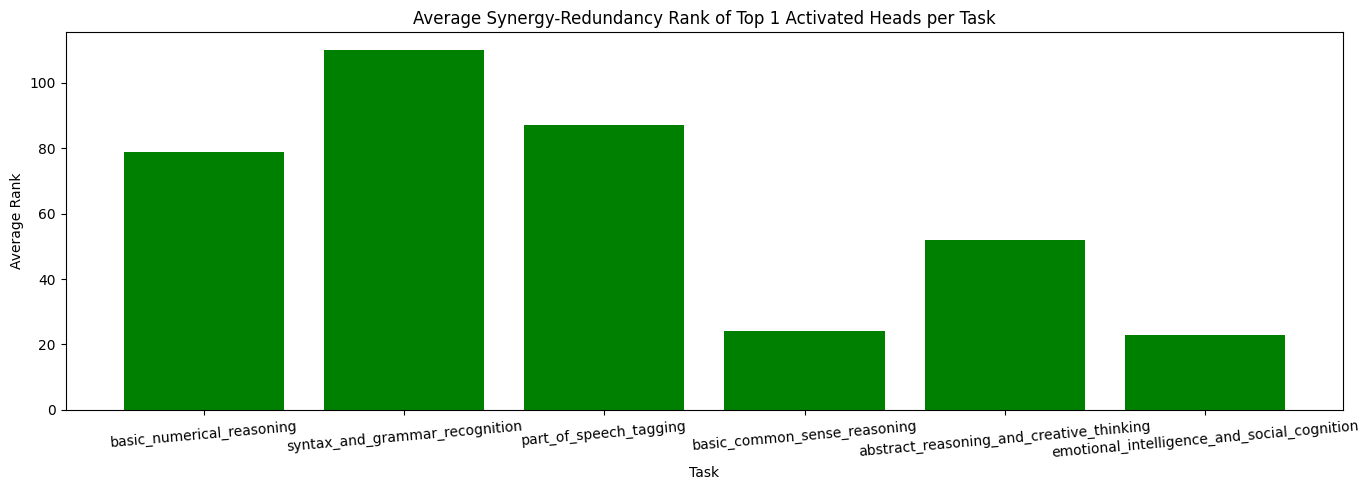 Average Synergy-Redundancy Rank of Top 1 Activated Heads per Task
Average Rank
100
80
60
40
20
0
basic_numerical_reasoning
syntax_and_grammar_recognition
part_of_speech_tagging
basic_common_sense_reasoning
abstract_reasoning_and_creative_thinking
emotional_intelligence_and_social_cognition
Task